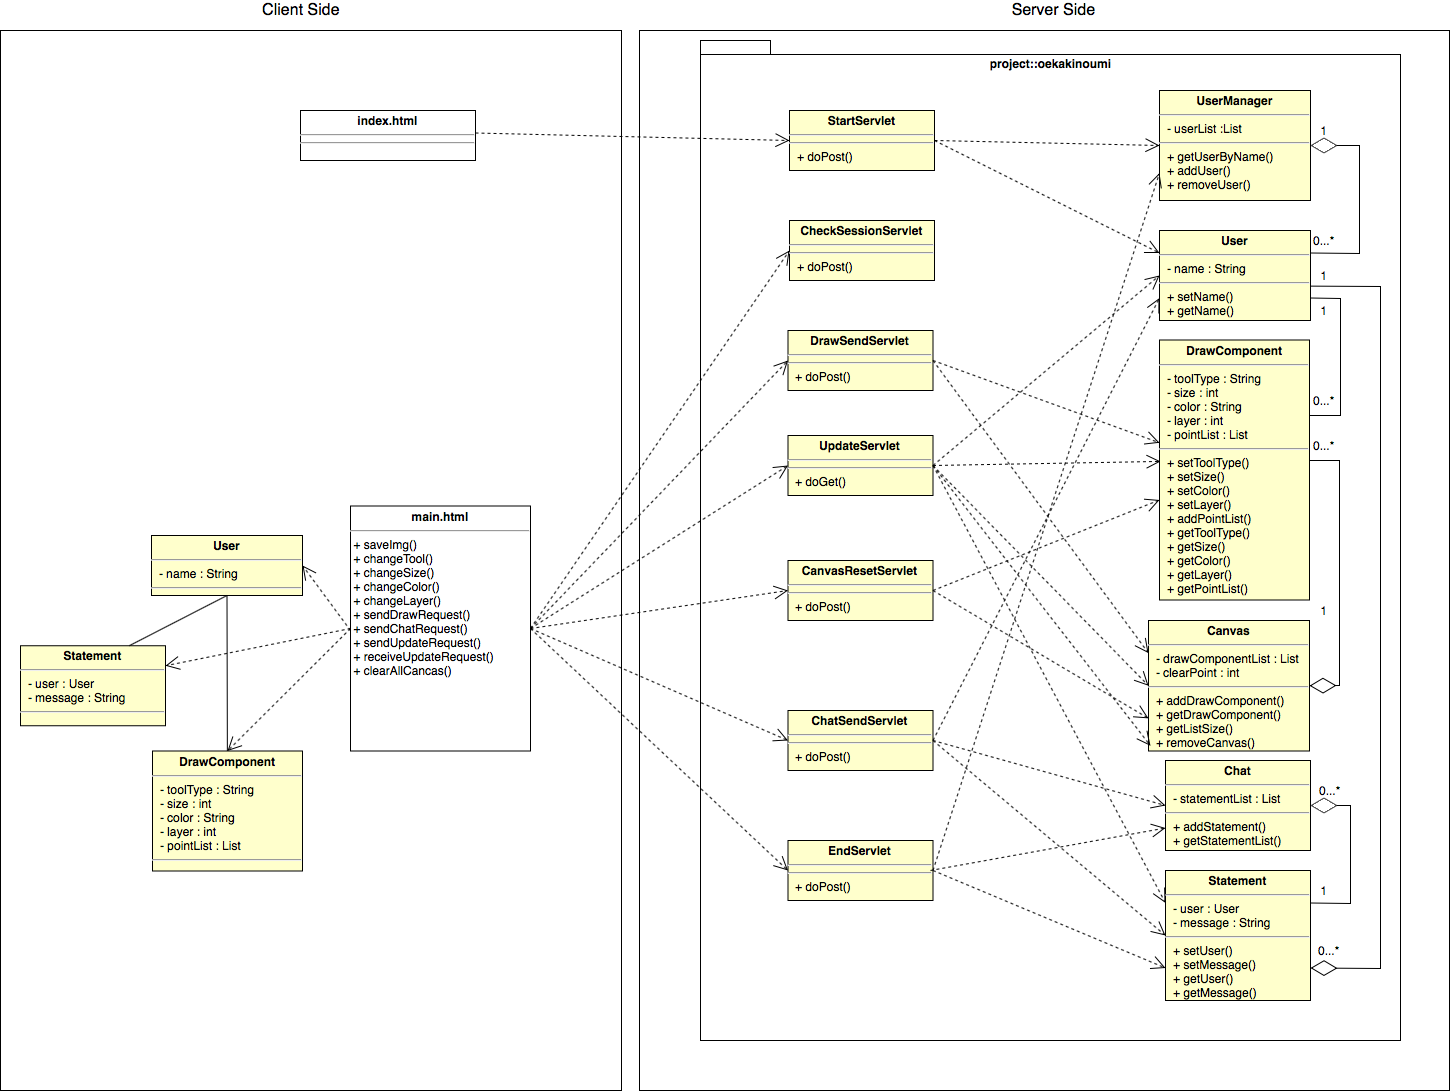 Client Side
Server Side
index.html
User
- name : String
Statement
- user : User
- message : String
DrawComponent
- toolType : String
- size : int
- color : String
- layer : int
- pointList : List
main.html
+ saveImg()
+ changeTool()
+ changeSize()
+ changeColor()
+ changeLayer()
+ sendDrawRequest()
+ sendChatRequest()
+ sendUpdateRequest()
+ receiveUpdateRequest()
+ clearAllCancas()
project::oekakinoumi
StartServlet
+ doPost()
CheckSessionServlet
+ doPost()
DrawSendServlet
+ doPost()
UpdateServlet
+ doGet()
CanvasResetServlet
+ doPost()
ChatSendServlet
+ doPost()
EndServlet
+ doPost()
UserManager
- userList :List
+ getUserByName()
+ addUser()
+ removeUser()
1
0...*
User
- name : String
+ setName()
+ getName()
1
1
DrawComponent
- toolType : String
- size : int
- color : String
- layer : int
- pointList : List
+ setToolType()
+ setSize()
+ setColor()
+ setLayer()
+ addPointList()
+ getToolType()
+ getSize()
+ getColor()
+ getLayer()
+ getPointList()
0...*
0...*
1
Canvas
- drawComponentList : List
- clearPoint : int
+ addDrawComponent()
+ getDrawComponent()
+ getListSize()
+ removeCanvas()
Chat
- statementList : List
+ addStatement()
+ getStatementList()
0...*
1
Statement
- user : User
- message : String
+ setUser()
+ setMessage()
+ getUser()
+ getMessage()
0...*